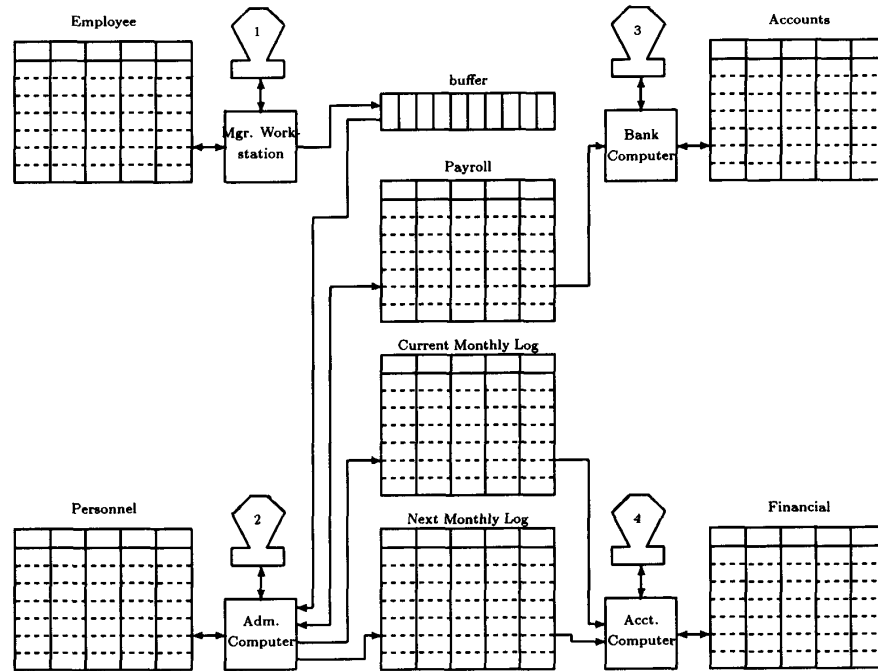 Employee
1
3
Accounts
buffer
Mgr. Work-
station
Bank
Computer
Payroll
Current Monthly Log
Personnel
2
Next Monthly Log
4
Financial
Adm.
Computer
Acct.
Computer